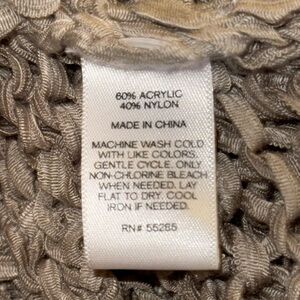 60% ACRYLIC
40% NYLON
MADE IN CHINA
MACHINE WASH COLD
WITH LIKE COLORS,
GENTLE CYCLE. ONLY
NON-CHLORINE BLEACH
WHEN NEEDED. LAY
FLAT TO DRY. COOL
IRON IF NEEDED.
RN# 55285